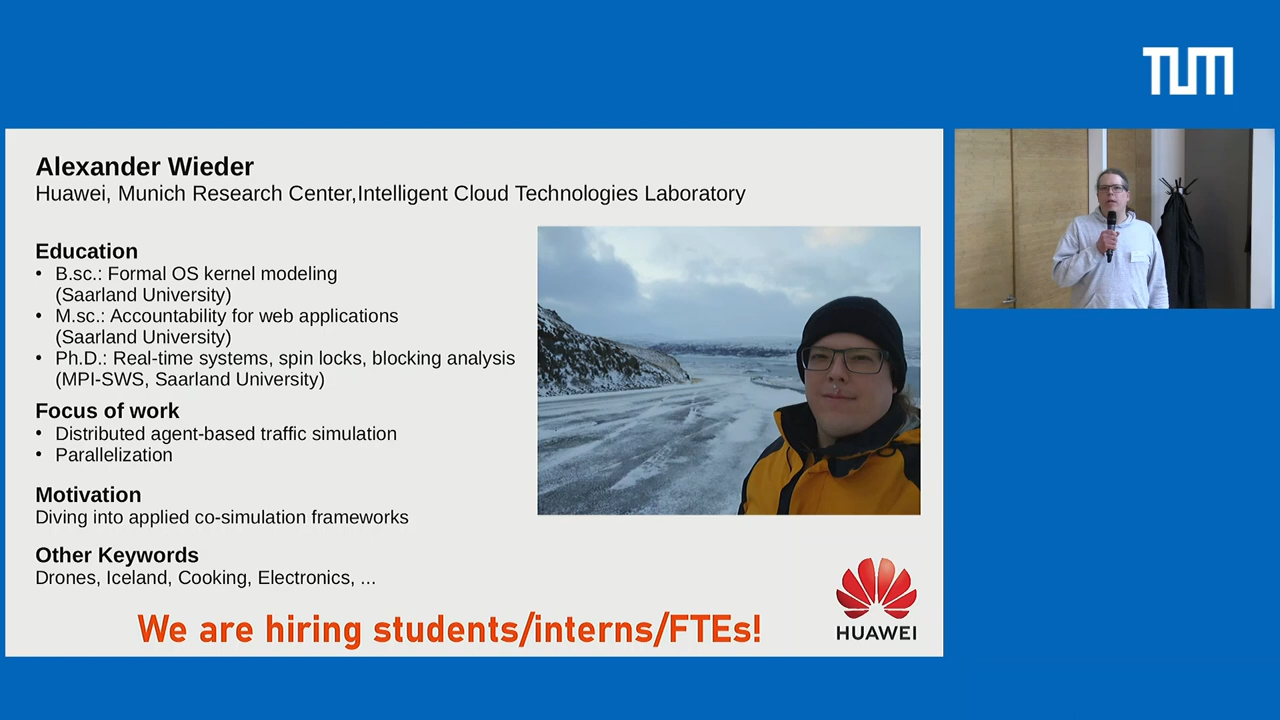 TUM
Alexander Wieder
Huawei, Munich Research Center,Intelligent Cloud Technologies Laboratory
Education
• B.sc.: Formal OS kernel modeling
(Saarland University)
• M.sc.: Accountability for web applications
(Saarland University)
• Ph.D.: Real-time systems, spin locks, blocking analysis
(MPI-SWS, Saarland University)
Focus of work
• Distributed agent-based traffic simulation
• Parallelization
Motivation
Diving into applied co-simulation frameworks
Other Keywords
Drones, Iceland, Cooking, Electronics, ...
We are hiring students/interns/FTEs!
HUAWEI